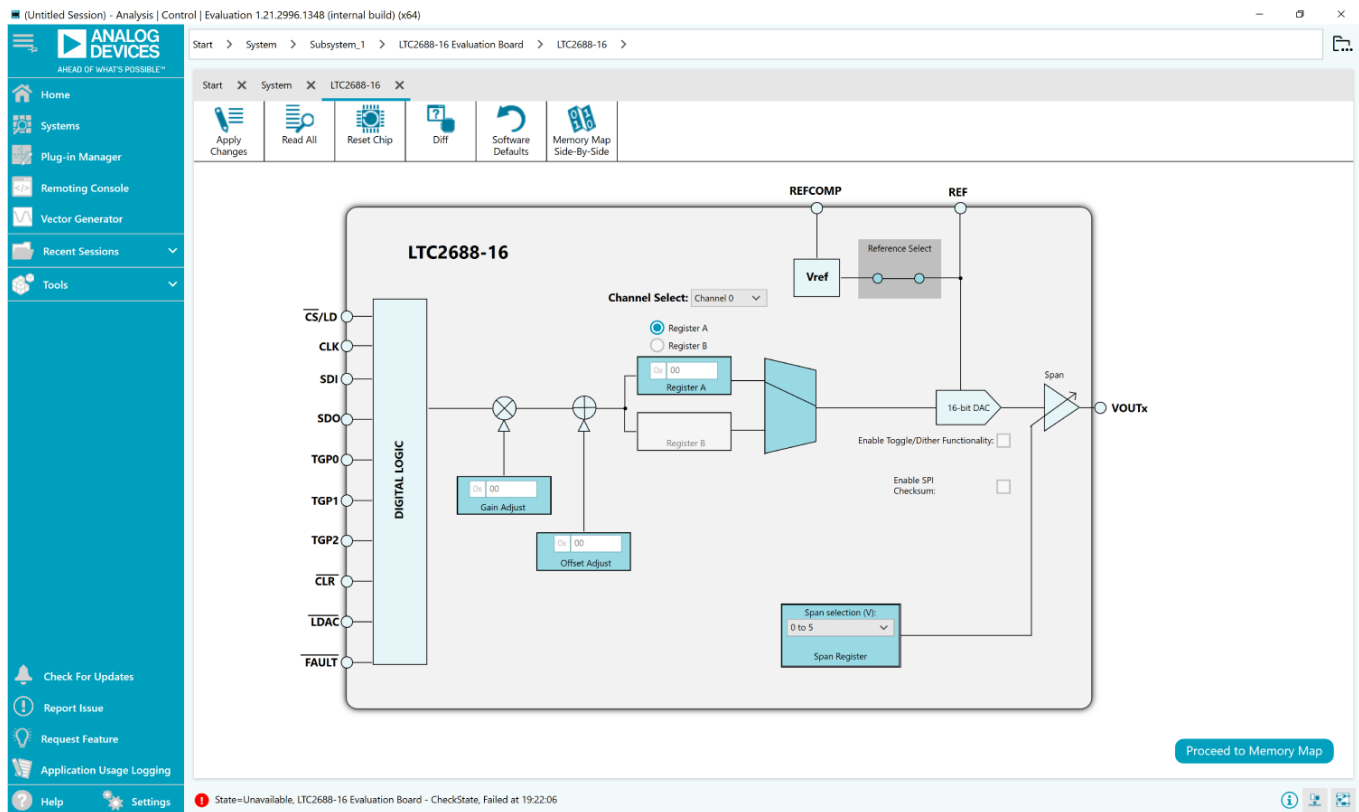 (Untitled Session) - Analysis | Control | Evaluation 1.21.2996.1348 (internal build) (x64)
ANALOG
DEVICES
AHEAD OF WHAT'S POSSIBLE™
Home
Systems
Plug-in Manager
Remoting Console
Vector Generator
Recent Sessions
Tools
Check For Updates
Report Issue
Request Feature
Application Usage Logging
Help
Settings
Start > System > Subsystem_1 > LTC2688-16 Evaluation Board > LTC2688-16 >
Start X System X LTC2688-16 X
Apply
Changes
Read All
Reset Chip
Diff
Software
Defaults
Memory Map
Side-By-Side
REFCOMP
REF
LTC2688-16
Reference Select
Vref
Channel Select: Channel 0
Register A
Register B
0x 00
Register A
Register B
CS/LD
CLK
SDI
SDO
TGP0
TGP1
TGP2
CLR
LDAC
FAULT
DIGITAL LOGIC
0x 00
Gain Adjust
0x 00
Offset Adjust
16-bit DAC
Span
VOUTx
Enable Toggle/Dither Functionality:
Enable SPI
Checksum:
Span selection (V):
0 to 5
Span Register
Proceed to Memory Map
State=Unavailable, LTC2688-16 Evaluation Board - CheckState, Failed at 19:22:06